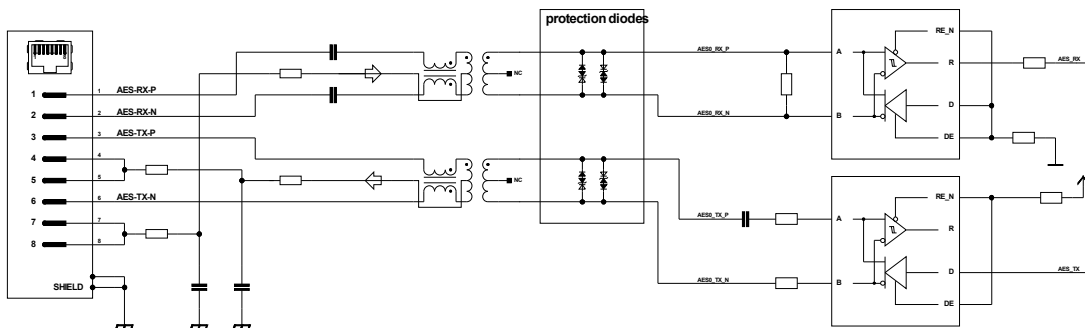 protection diodes
1 1 AES-RX-P
2 2 AES-RX-N
3 3 AES-TX-P
4 4
5 5
6 6 AES-TX-N
7 7
8 8
SHIELD
NC
NC
AES0_RX_P
AES0_RX_N
AES0_TX_P
AES0_TX_N
A
B
RE_N
R
D
DE
AES_RX
A
B
RE_N
R
D
DE
AES_TX